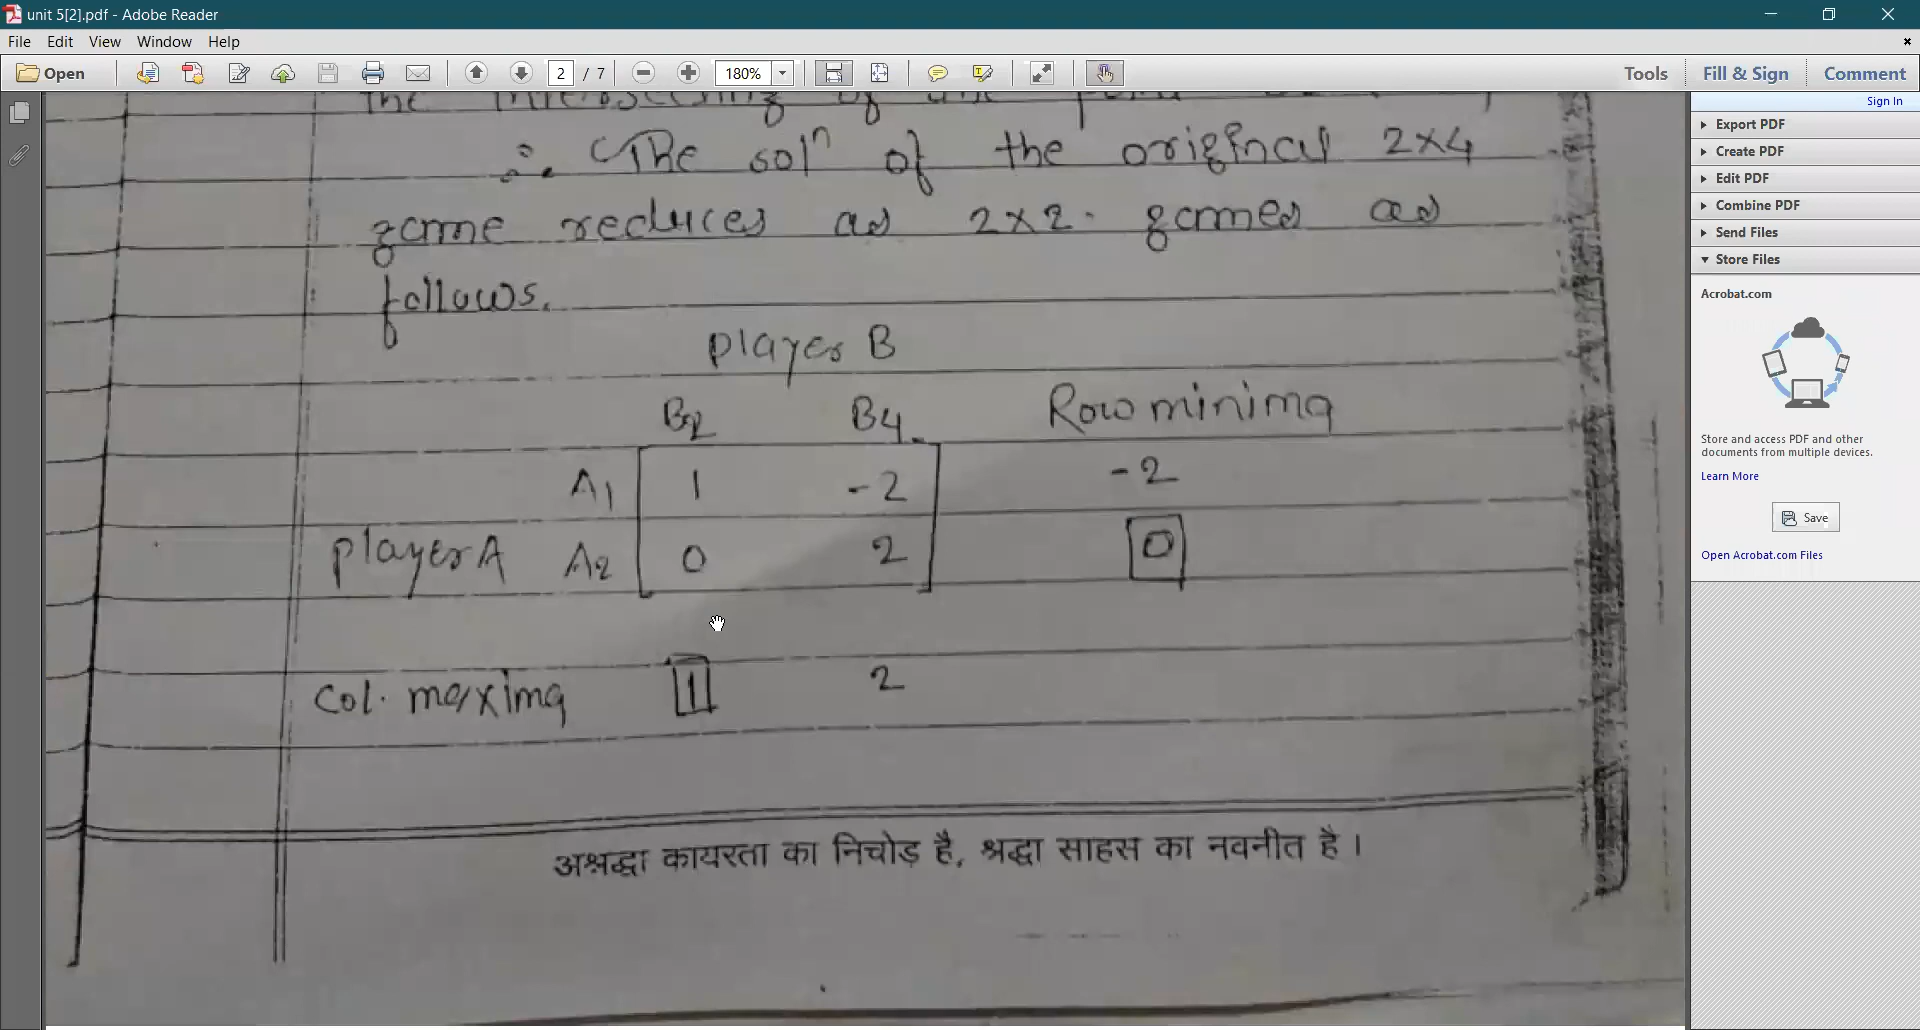 unit 5[2].pdf - Adobe Reader
File Edit View Window Help
Open 2 / 7 180% Tools Fill & Sign Comment
Sign In
Export PDF
Create PDF
Edit PDF
Combine PDF
Send Files
Store Files
Acrobat.com
Store and access PDF and other
documents from multiple devices.
Learn More
Save
Open Acrobat.com Files
the of the
∴ The solⁿ of the original 2x4
game reduces as 2x2 games as
follows.
player B
B2 B4 Row minima
A1 1 -2 -2
player A A2 0 2 0
Col. maxima 1 2
अश्रद्धा कायरता का निचोड़ है, श्रद्धा साहस का नवनीत है ।